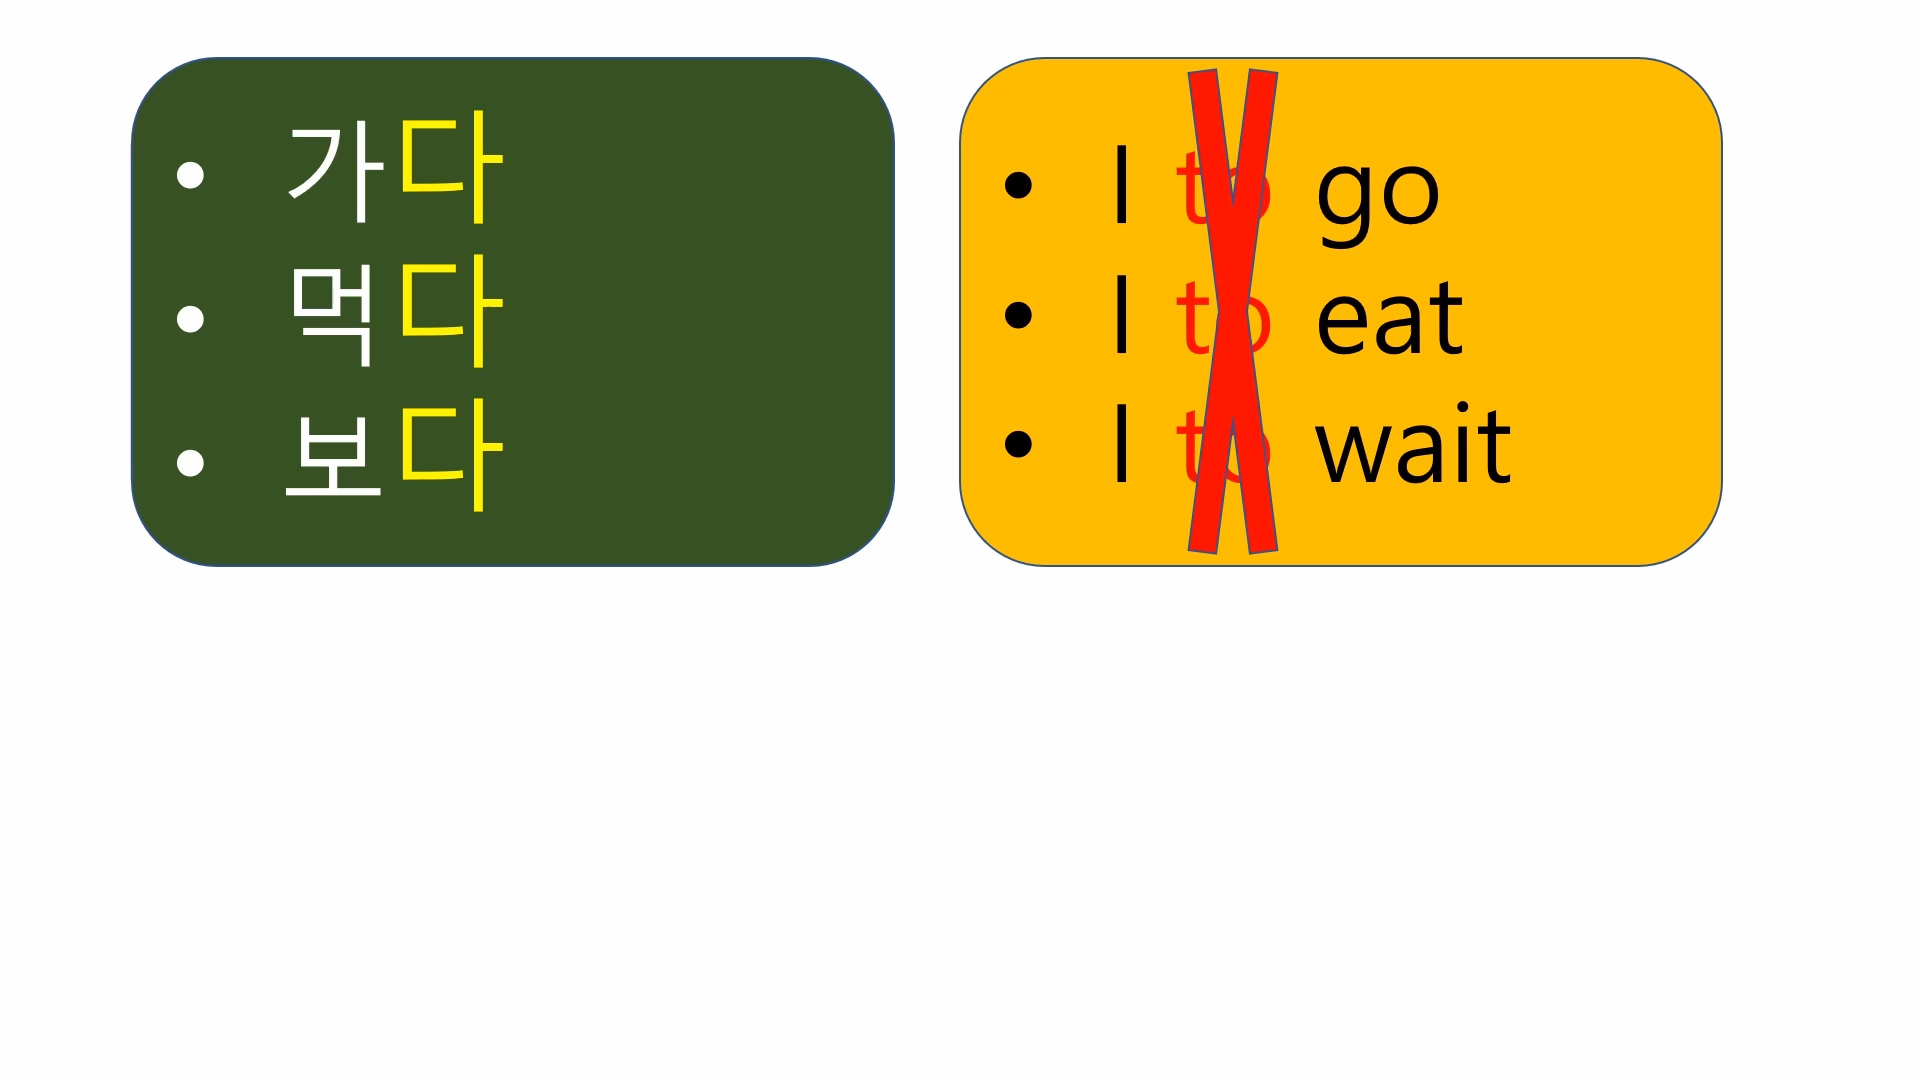 • 가다
• 먹다
• 보다
• I to go
• I to eat
• I to wait